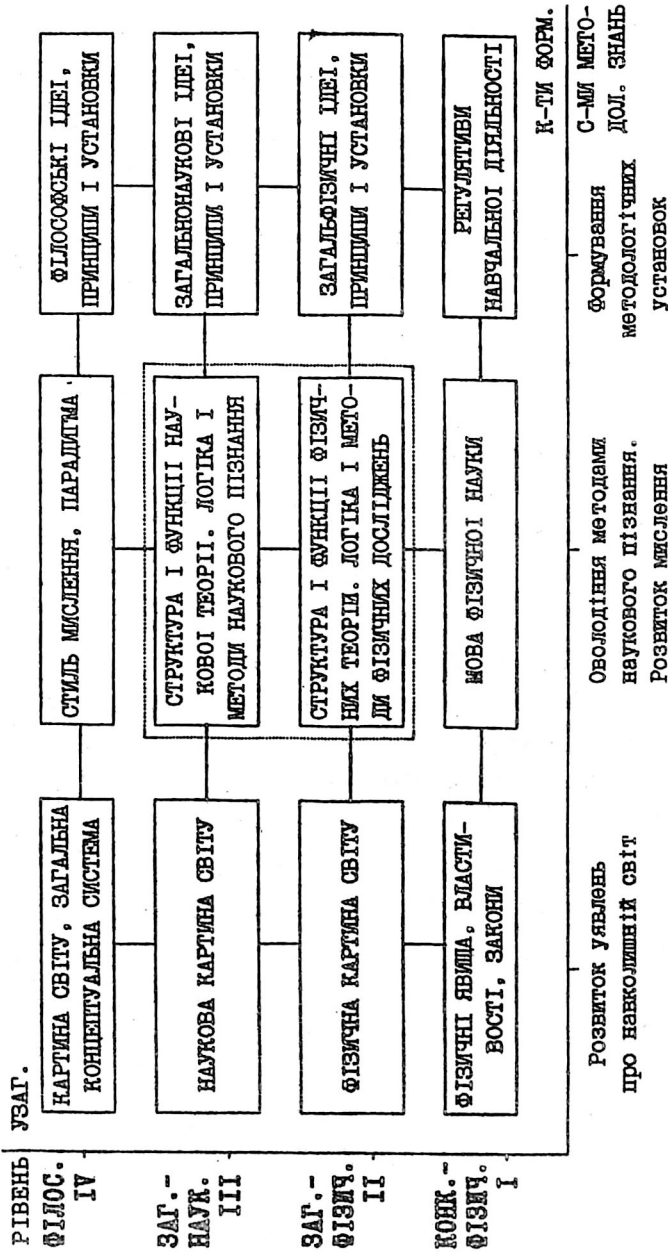 РІВЕНЬ УЗАГ.
ФІЛОС.
IV
КАРТИНА СВІТУ, ЗАГАЛЬНА
КОНЦЕПТУАЛЬНА СИСТЕМА
СТИЛЬ МИСЛЕННЯ, ПАРАДИГМА
ФІЛОСОФСЬКІ ІДЕЇ,
ПРИНЦИПИ І УСТАНОВКИ
ЗАГ.-
НАУК.
III
НАУКОВА КАРТИНА СВІТУ
СТРУКТУРА І ФУНКЦІЇ НАУ-
КОВОЇ ТЕОРІЇ. ЛОГІКА І
МЕТОДИ НАУКОВОГО ПІЗНАННЯ
ЗАГАЛЬНОНАУКОВІ ІДЕЇ,
ПРИНЦИПИ І УСТАНОВКИ
ЗАГ.-
ФІЗИЧ.
II
ФІЗИЧНА КАРТИНА СВІТУ
СТРУКТУРА І ФУНКЦІЇ ФІЗИЧ-
НИХ ТЕОРІЙ. ЛОГІКА І МЕТО-
ДИ ФІЗИЧНИХ ДОСЛІДЖЕНЬ
ЗАГАЛЬФІЗИЧНІ ІДЕЇ,
ПРИНЦИПИ І УСТАНОВКИ
КОНК.-
ФІЗИЧ.
I
ФІЗИЧНІ ЯВИЩА, ВЛАСТИ-
ВОСТІ, ЗАКОНИ
МОВА ФІЗИЧНОЇ НАУКИ
РЕГУЛЯТИВИ
НАВЧАЛЬНОЇ ДІЯЛЬНОСТІ
К-ТИ ФОРМ.
С-МИ МЕТО-
ДОЛ. ЗНАНЬ
Розвиток уявлень
про навколишній світ
Оволодіння методами
наукового пізнання.
Розвиток мислення
Формування
методологічних
установок